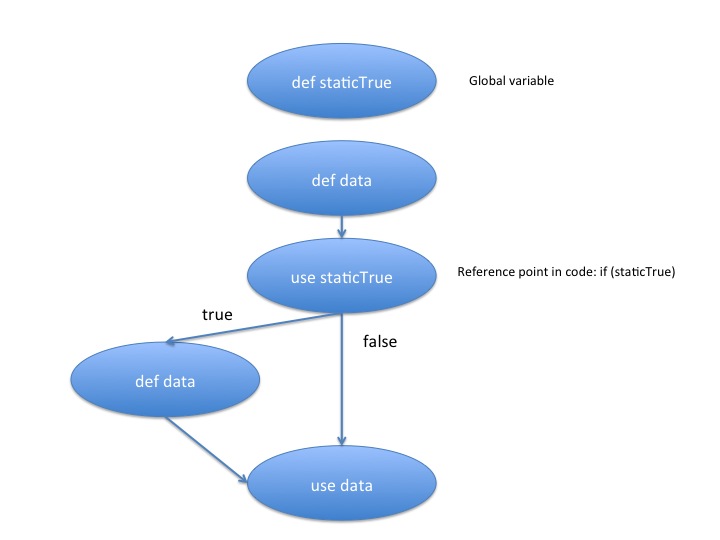 def staticTrue
Global variable
def data
use staticTrue
Reference point in code: if (staticTrue)
true
false
def data
use data